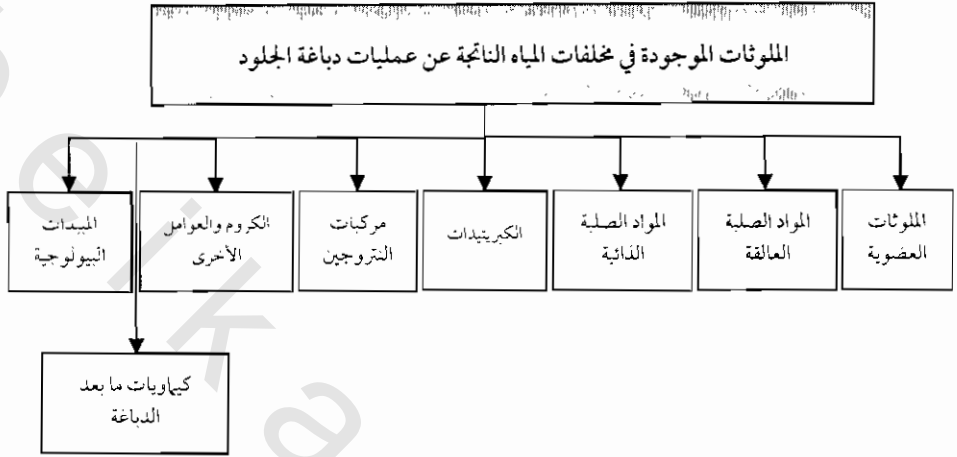 الملوثات الموجودة في مخلفات المياه الناتجة عن عمليات دباغة الجلود
الملوثات
العضوية
المواد الصلبة
العالقة
المواد الصلبة
الذائبة
الكبريتيدات
مركبات
النتروجين
الكروم والعوامل
الأخرى
المبيدات
البيولوجية
كيماويات ما بعد
الدباغة